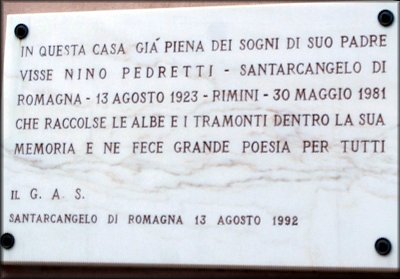 IN QUESTA CASA GIÁ PIENA DEI SOGNI DI SUO PADRE
VISSE NINO PEDRETTI - SANTARCANGELO DI
ROMAGNA - 13 AGOSTO 1923 - RIMINI - 30 MAGGIO 1981
CHE RACCOLSE LE ALBE E I TRAMONTI DENTRO LA SUA
MEMORIA E NE FECE GRANDE POESIA PER TUTTI
IL G. A. S.
SANTARCANGELO DI ROMAGNA 13 AGOSTO 1992